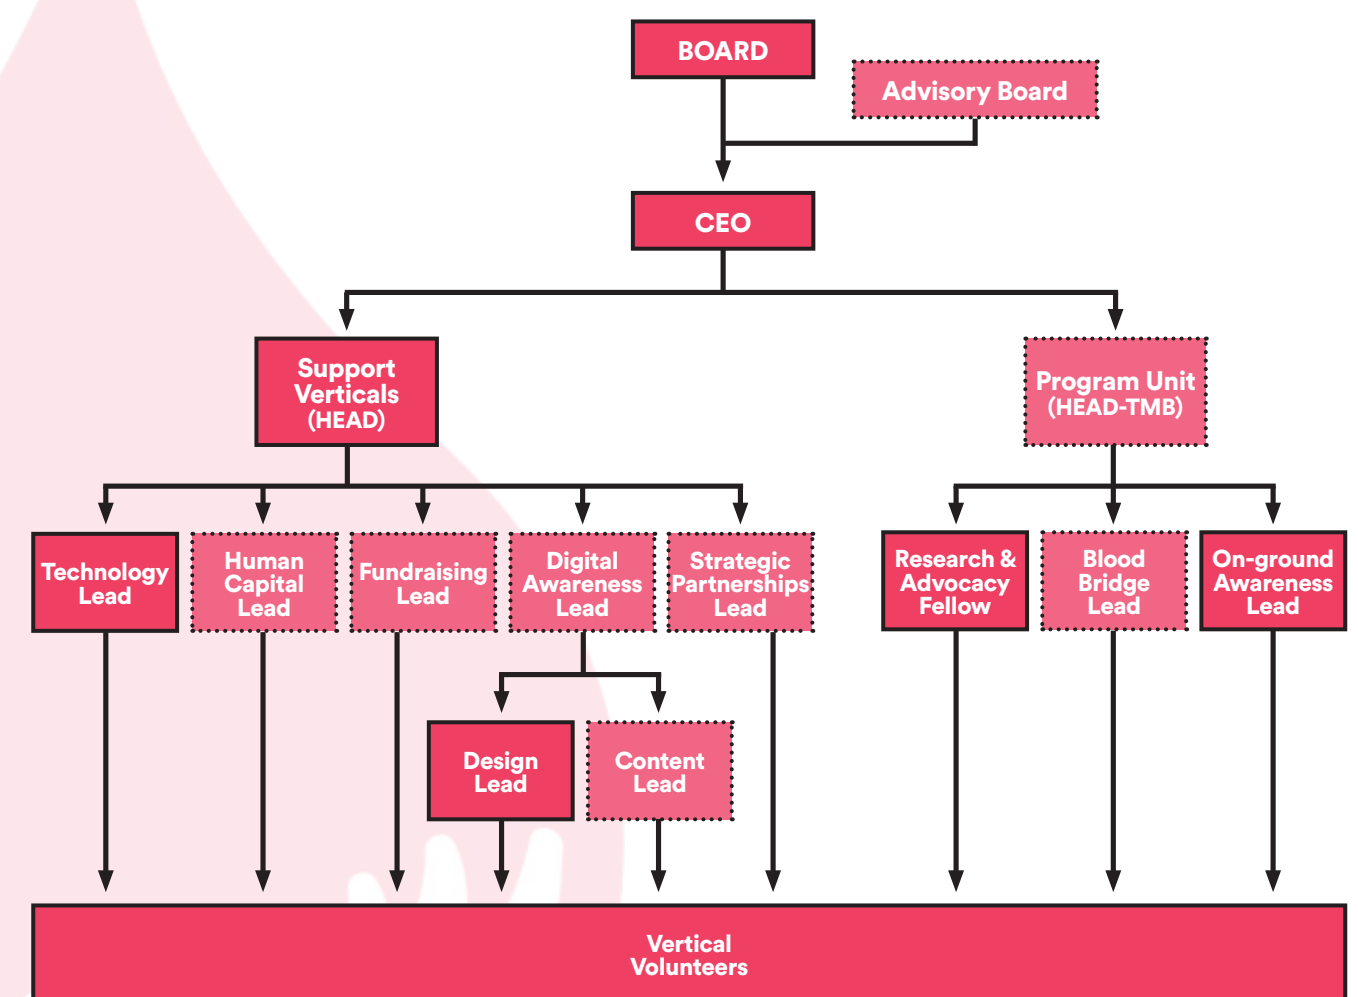 BOARD
Advisory Board
CEO
Support
Verticals
(HEAD)
Program Unit
(HEAD-TMB)
Technology
Lead
Human
Capital
Lead
Fundraising
Lead
Digital
Awareness
Lead
Strategic
Partnerships
Lead
Research &
Advocacy
Fellow
Blood
Bridge
Lead
On-ground
Awareness
Lead
Design
Lead
Content
Lead
Vertical
Volunteers